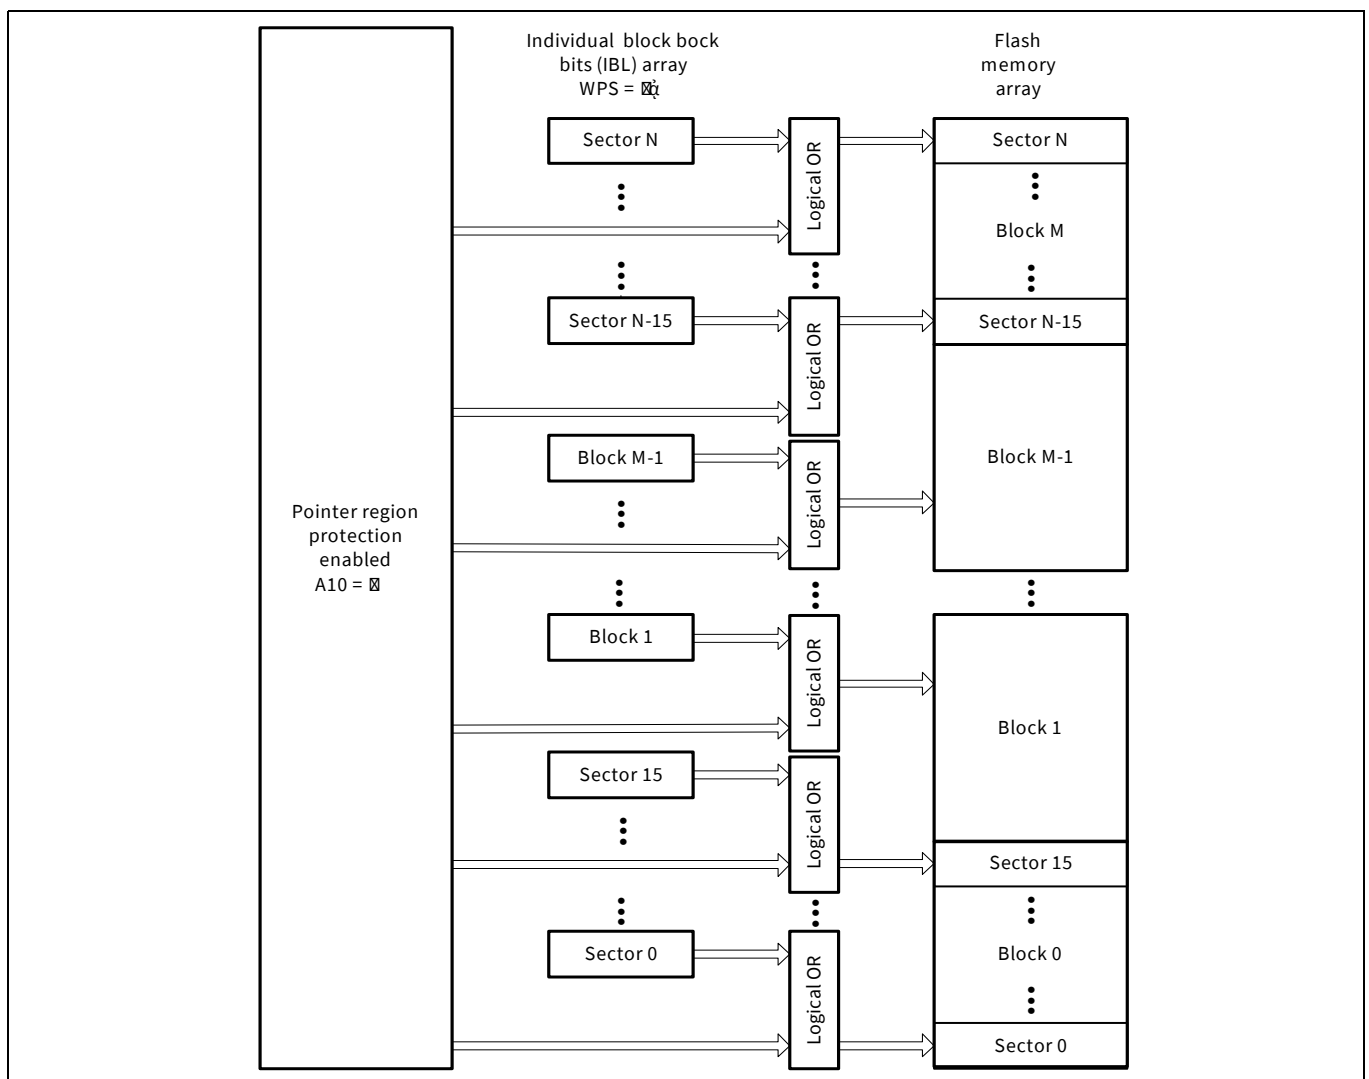 Individual block bock
bits (IBL) array
WPS =
Flash
memory
array
Sector N
Logical OR
Sector N
Block M
Sector N-15
Logical OR
Sector N-15
Block M-1
Logical OR
Block M-1
Pointer region
protection
enabled
A10 =
Block 1
Logical OR
Block 1
Sector 15
Logical OR
Sector 15
Sector 0
Logical OR
Block 0
Sector 0